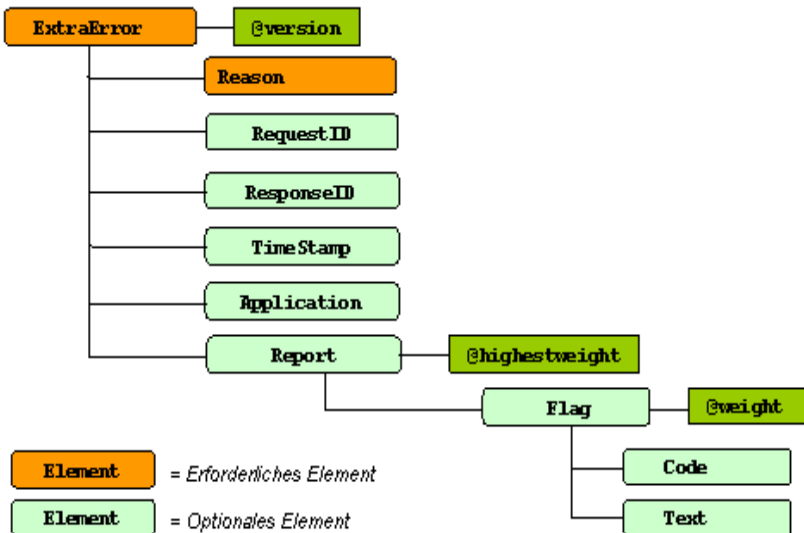 ExtraError @version
Reason
RequestID
ResponseID
TimeStamp
Application
Report @highestweight
Flag @weight
Code
Text
Element = Erforderliches Element
Element = Optionales Element